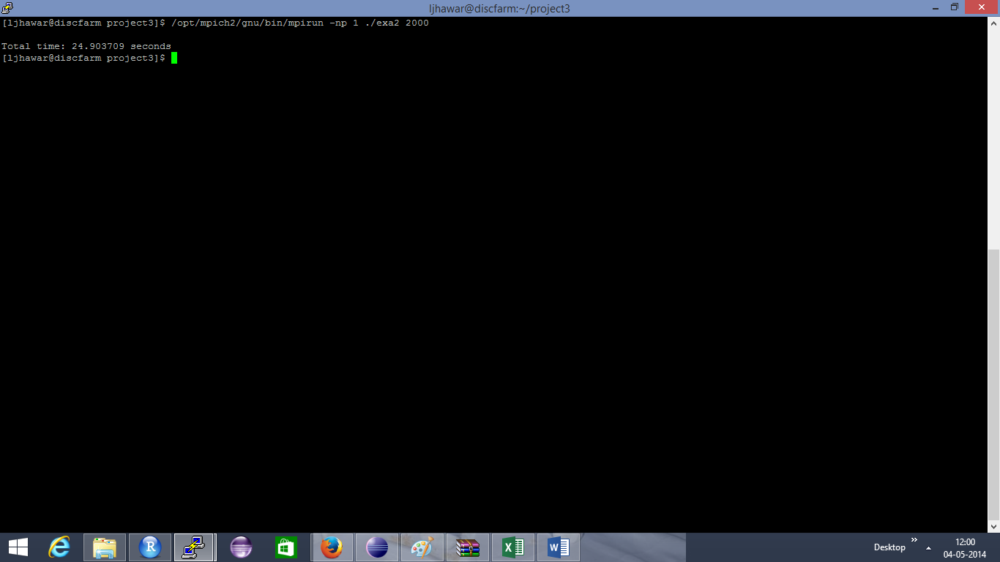 ljhawar@discfarm:~/project3
[ljhawar@discfarm project3]$ /opt/mpich2/gnu/bin/mpirun -np 1 ./exa2 2000
Total time: 24.903709 seconds
[ljhawar@discfarm project3]$
Desktop
12:00
04-05-2014